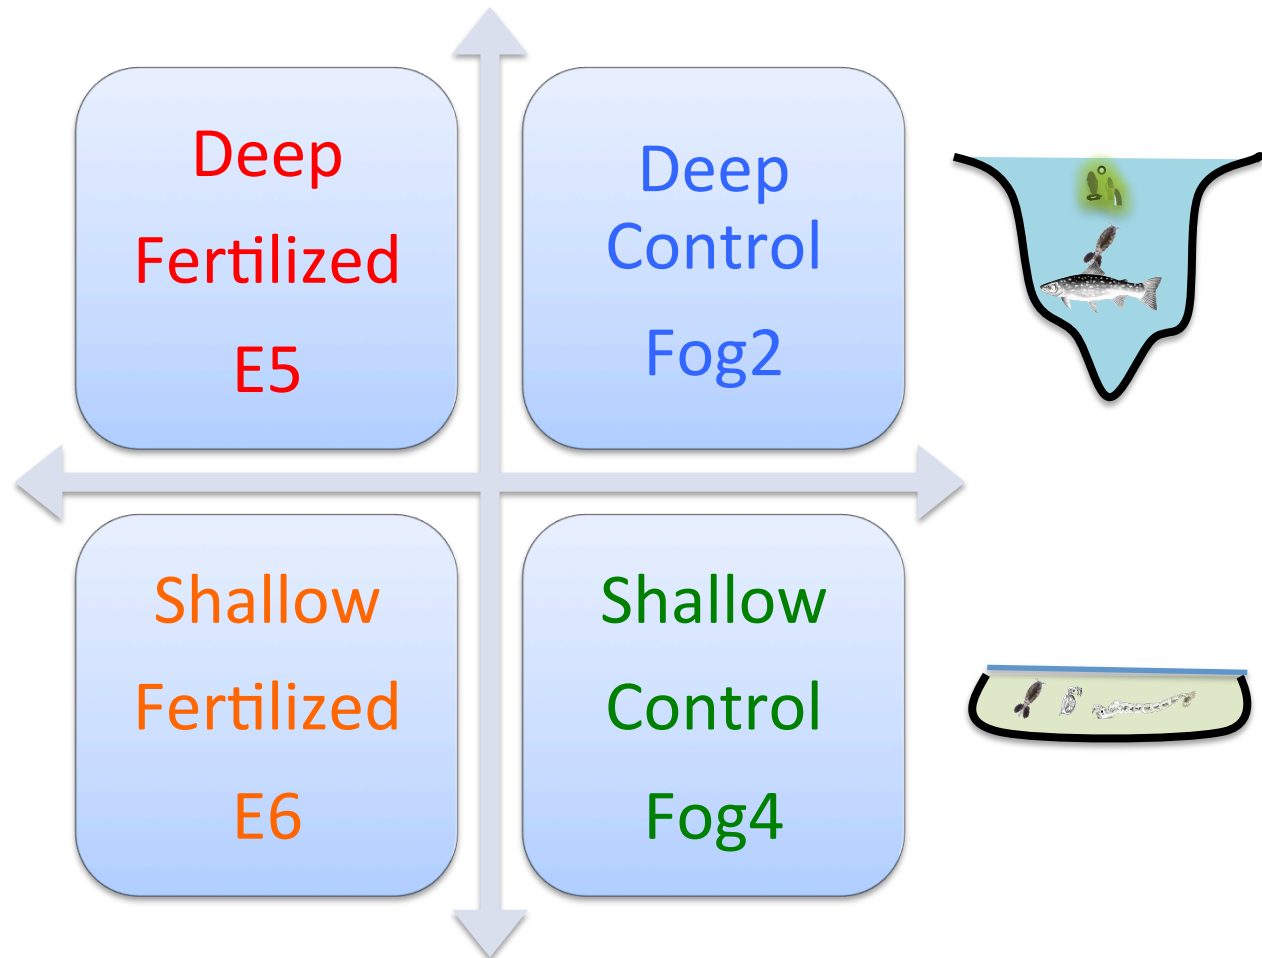 Deep
Fertilized
E5
Deep
Control
Fog2
Shallow
Fertilized
E6
Shallow
Control
Fog4